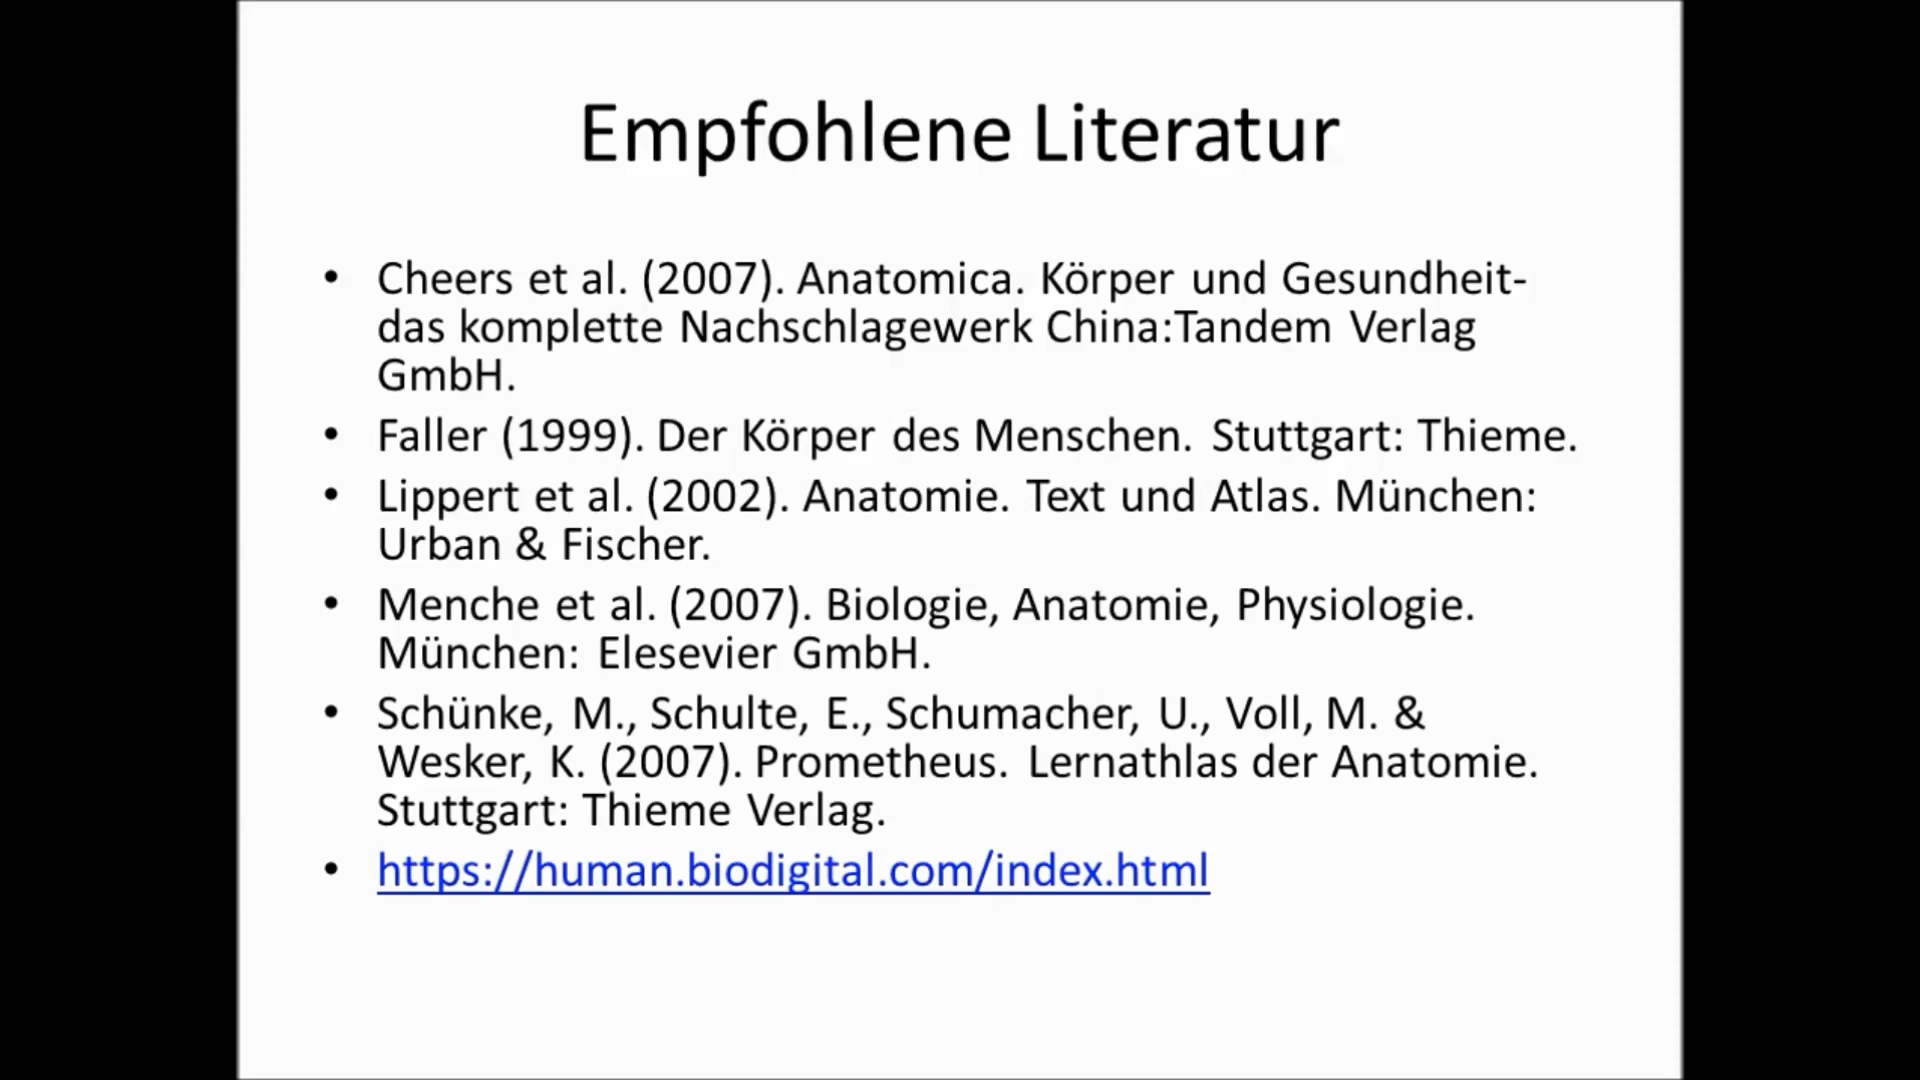 Empfohlene Literatur
• Cheers et al. (2007). Anatomica. Körper und Gesundheit-
das komplette Nachschlagewerk China:Tandem Verlag
GmbH.
• Faller (1999). Der Körper des Menschen. Stuttgart: Thieme.
• Lippert et al. (2002). Anatomie. Text und Atlas. München:
Urban & Fischer.
• Menche et al. (2007). Biologie, Anatomie, Physiologie.
München: Elesevier GmbH.
• Schünke, M., Schulte, E., Schumacher, U., Voll, M. &
Wesker, K. (2007). Prometheus. Lernathlas der Anatomie.
Stuttgart: Thieme Verlag.
• https://human.biodigital.com/index.html